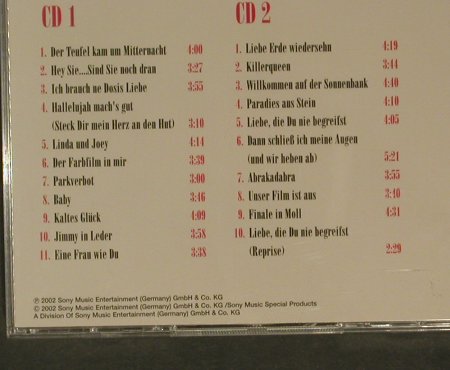 CD 1
1. Der Teufel kam um Mitternacht 4:00
2. Hey Sie....Sind Sie noch dran 3:27
3. Ich brauch ne Dosis Liebe 3:55
4. Hallelujah mach's gut
(Steck Dir mein Herz an den Hut) 3:10
5. Linda und Joey 4:14
6. Der Farbfilm in mir 3:39
7. Parkverbot 3:00
8. Baby 3:46
9. Kaltes Glück 4:09
10. Jimmy in Leder 3:58
11. Eine Frau wie Du 3:38
CD 2
1. Liebe Erde wiedersehn 4:19
2. Killerqueen 3:44
3. Willkommen auf der Sonnenbank 4:40
4. Paradies aus Stein 4:10
5. Liebe, die Du nie begreifst 4:05
6. Dann schließ ich meine Augen
(und wir heben ab) 5:21
7. Abrakadabra 3:55
8. Unser Film ist aus 3:40
9. Finale in Moll 4:31
10. Liebe, die Du nie begreifst
(Reprise) 2:29
℗ 2002 Sony Music Entertainment (Germany) GmbH & Co. KG
© 2002 Sony Music Entertainment (Germany) GmbH & Co. KG /Sony Music Special Products
A Division Of Sony Music Entertainment (Germany) GmbH & Co. KG